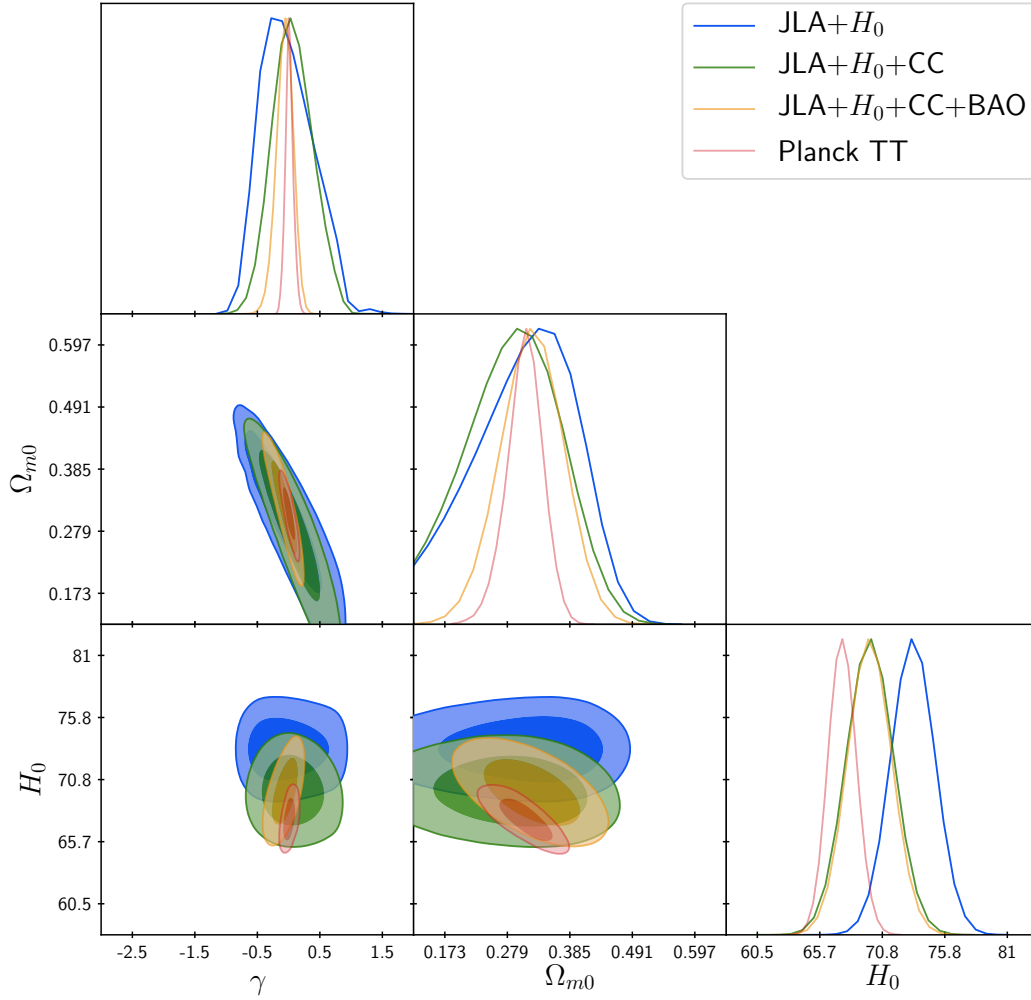 JLA+H₀
JLA+H₀+CC
JLA+H₀+CC+BAO
Planck TT
0.597
0.491
0.385
0.279
0.173
Ωₘ₀
81
75.8
70.8
65.7
60.5
H₀
-2.5 -1.5 -0.5 0.5 1.5
0.173 0.279 0.385 0.491 0.597
60.5 65.7 70.8 75.8 81
γ Ωₘ₀ H₀